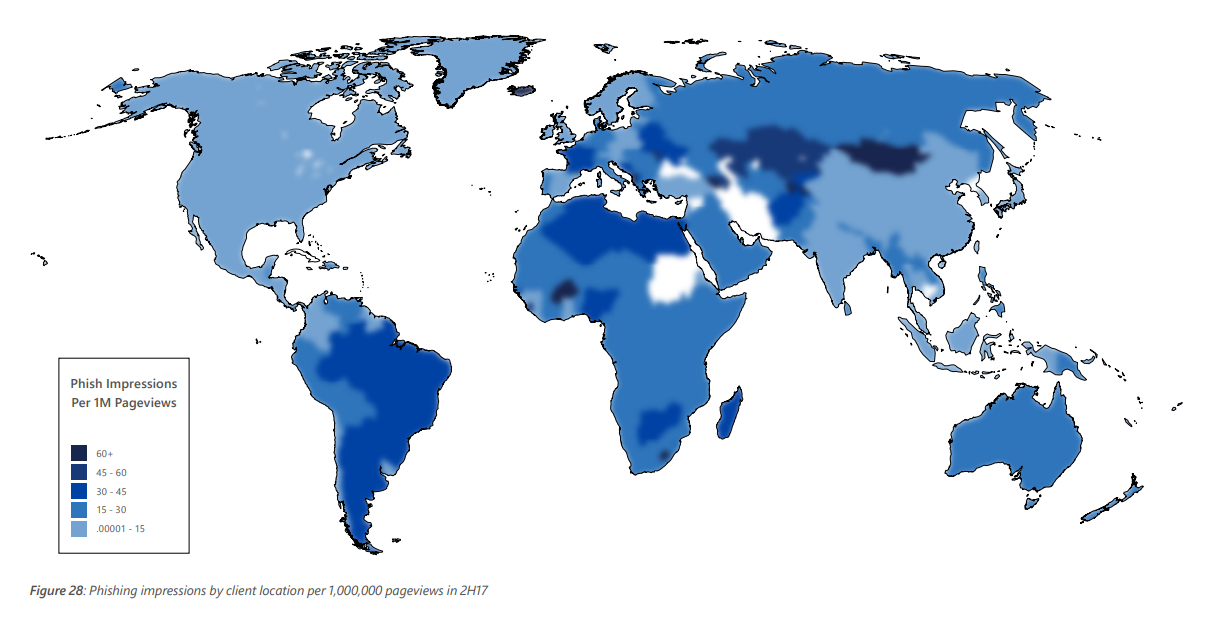 Phish Impressions
Per 1M Pageviews
60+
45 - 60
30 - 45
15 - 30
.00001 - 15
Figure 28: Phishing impressions by client location per 1,000,000 pageviews in 2H17